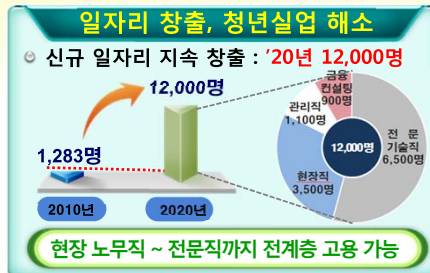 일자리 창출, 청년실업 해소
신규 일자리 지속 창출 : '20년 12,000명
12,000명
1,283명
2010년
2020년
금융
컨설팅
900명
관리직
1,100명
12,000명
전 문
기술직
6,500명
현장직
3,500명
현장 노무직 ~ 전문직까지 전계층 고용 가능